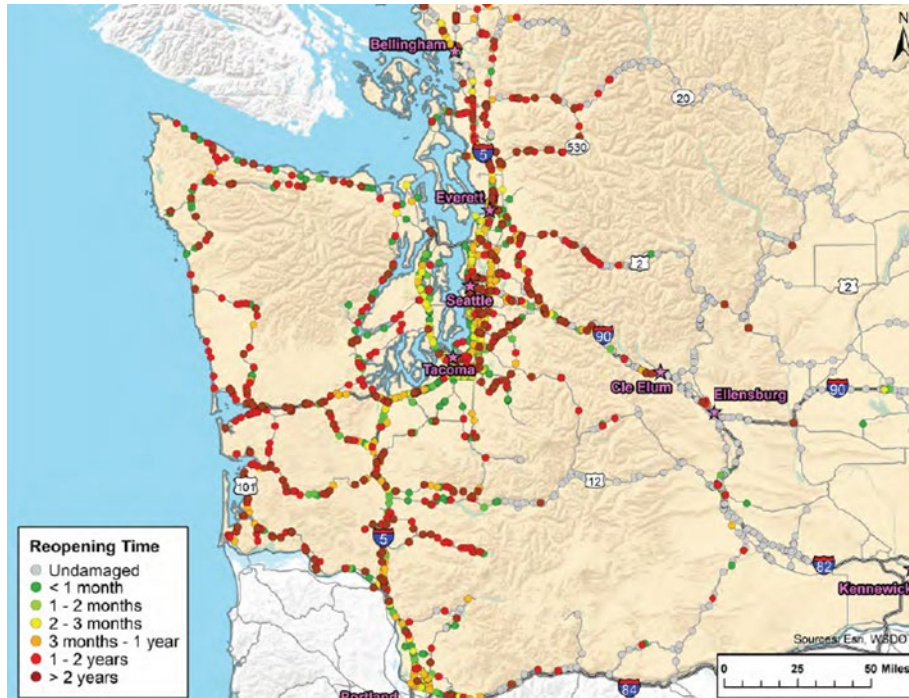 N
Bellingham
20
530
5
Everett
2
2
Seattle
90
Tacoma
Cle Elum
90
Ellensburg
101
12
5
82
Kennewick
Reopening Time
Undamaged
< 1 month
1 - 2 months
2 - 3 months
3 months - 1 year
1 - 2 years
> 2 years
Sources: Esri, WSDO
84
0 25 50 Miles
Portland